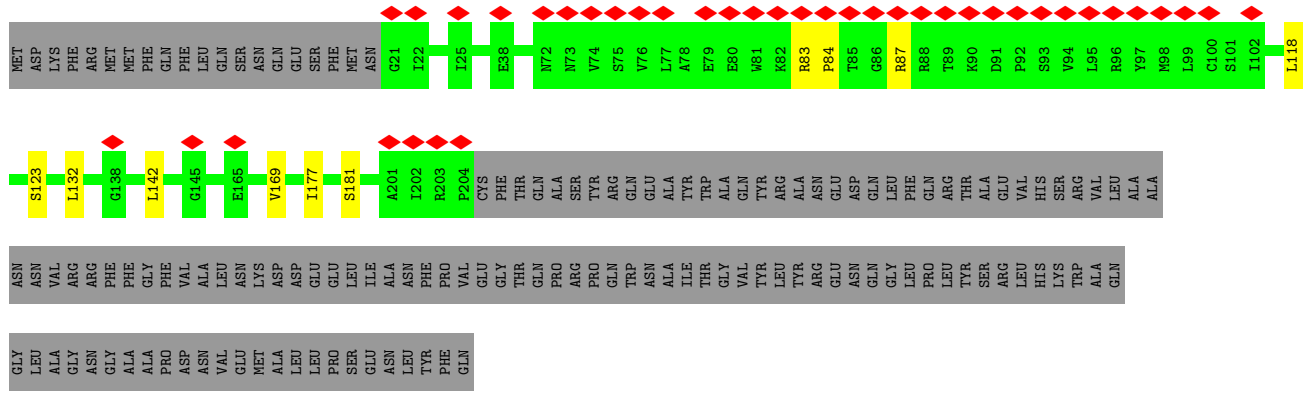 MET ASP LYS PHE ARG MET MET PHE GLN PHE LEU GLN SER ASN GLN GLU SER PHE MET ASN G21 I22 I25 E38 N72 N73 V74 S75 V76 L77 A78 E79 E80 W81 K82 R83 P84 T85 G86 R87 R88 T89 K90 D91 P92 S93 V94 L95 R96 Y97 M98 L99 C100 S101 I102 L118
S123 L132 G138 L142 G145 E165 V169 I177 S181 A201 I202 R203 P204 CYS PHE THR GLN ALA SER TYR ARG GLN GLU ALA TYR TRP ALA GLN TYR ARG ALA ASN GLU ASP GLN LEU PHE GLN ARG THR ALA GLU VAL HIS SER ARG VAL LEU ALA ALA
ASN ASN VAL ARG ARG PHE PHE GLY PHE VAL ALA LEU ASN LYS ASP ASP GLU GLU LEU ILE ALA ASN PHE PRO VAL GLU GLY THR GLN PRO ARG PRO GLN TRP ASN ALA ILE THR GLY VAL TYR LEU TYR ARG GLU ASN GLN GLY LEU PRO LEU TYR SER ARG LEU HIS LYS TRP ALA GLN
GLY LEU ALA GLY ASN GLY ALA ALA PRO ASP ASN VAL GLU MET ALA LEU LEU PRO SER GLU ASN LEU TYR PHE GLN